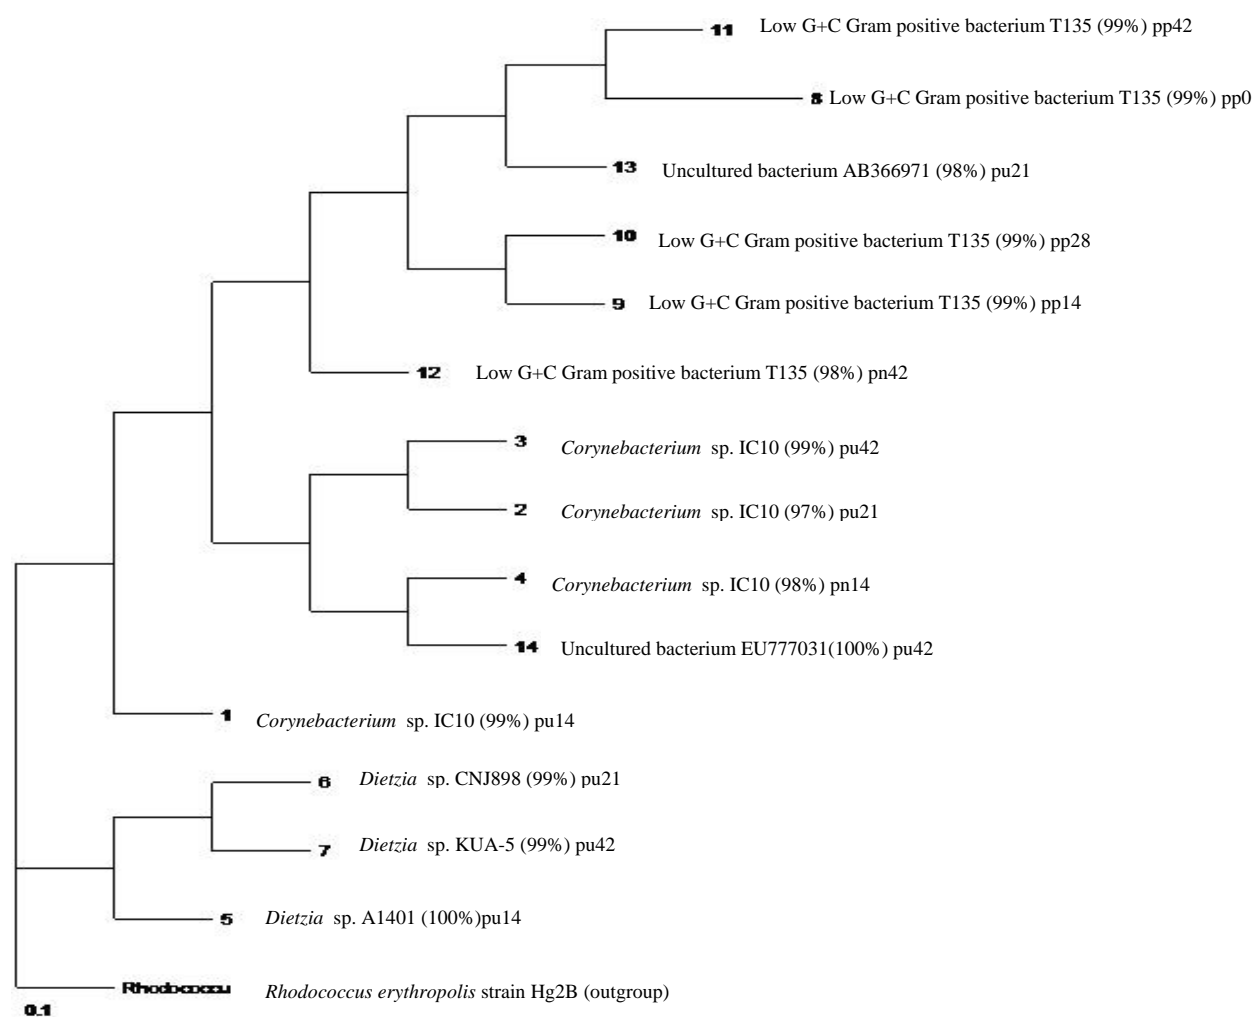 11 Low G+C Gram positive bacterium T135 (99%) pp42
8 Low G+C Gram positive bacterium T135 (99%) pp0
13 Uncultured bacterium AB366971 (98%) pu21
10 Low G+C Gram positive bacterium T135 (99%) pp28
9 Low G+C Gram positive bacterium T135 (99%) pp14
12 Low G+C Gram positive bacterium T135 (98%) pn42
3 Corynebacterium sp. IC10 (99%) pu42
2 Corynebacterium sp. IC10 (97%) pu21
4 Corynebacterium sp. IC10 (98%) pn14
14 Uncultured bacterium EU777031(100%) pu42
1 Corynebacterium sp. IC10 (99%) pu14
6 Dietzia sp. CNJ898 (99%) pu21
7 Dietzia sp. KUA-5 (99%) pu42
5 Dietzia sp. A1401 (100%)pu14
Rhodococcu Rhodococcus erythropolis strain Hg2B (outgroup)
0.1